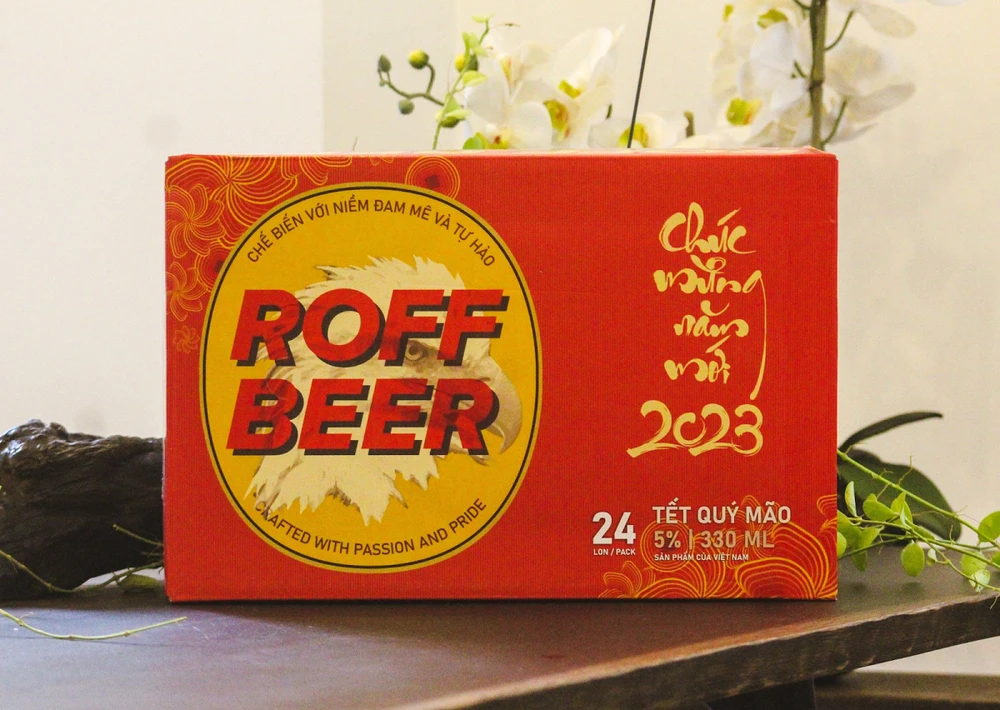 CHẾ BIẾN VỚI NIỀM ĐAM MÊ VÀ TỰ HÀO
ROFF
BEER
CRAFTED WITH PASSION AND PRIDE
Chúc
mừng
năm
mới
2023
24
LON / PACK
TẾT QUÝ MÃO
5% | 330 ML
SẢN PHẨM CỦA VIỆT NAM